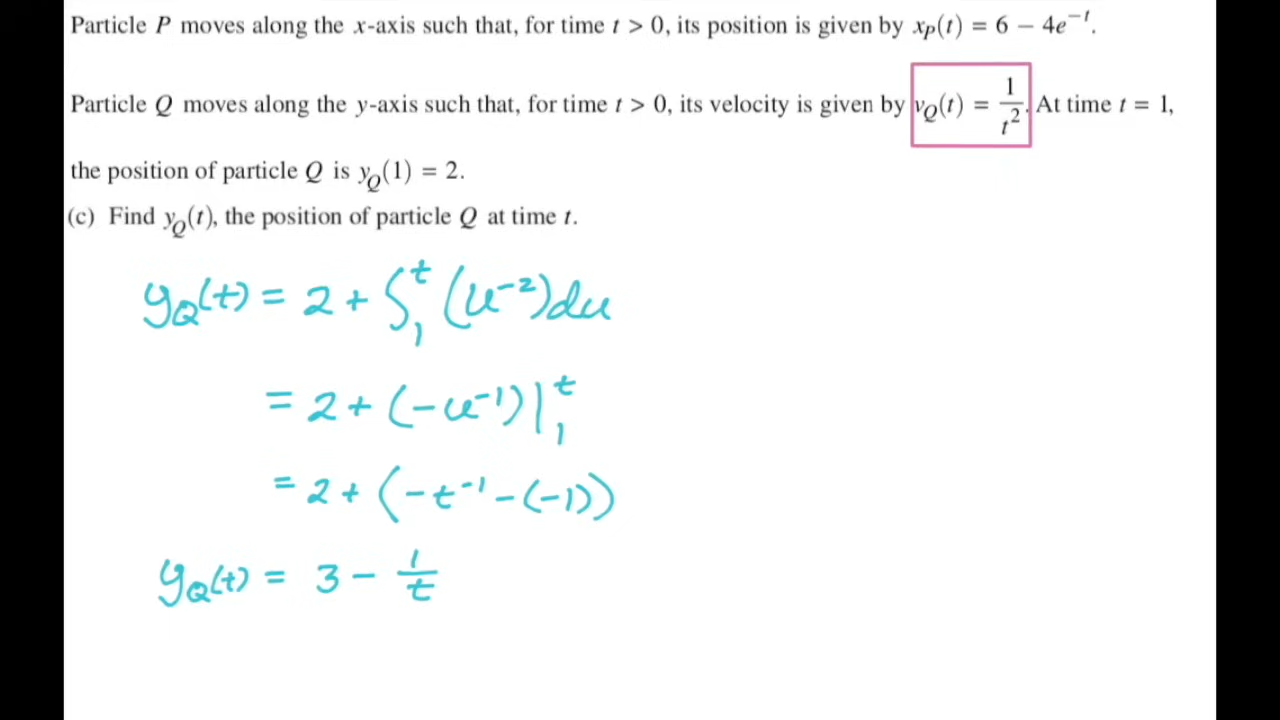 Particle P moves along the x-axis such that, for time t > 0, its position is given by x_P(t) = 6 − 4e^{−t}.
Particle Q moves along the y-axis such that, for time t > 0, its velocity is given by v_Q(t) = 1/t². At time t = 1,
the position of particle Q is y_Q(1) = 2.
(c) Find y_Q(t), the position of particle Q at time t.
y_Q(t) = 2 + ∫_1^t (u^{-2})du
= 2 + (-u^{-1})|_1^t
= 2 + (-t^{-1} - (-1))
y_Q(t) = 3 - 1/t